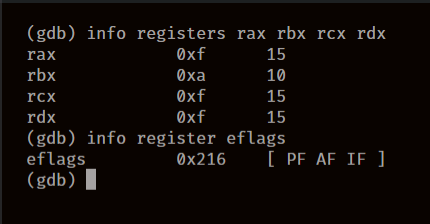 (gdb) info registers rax rbx rcx rdx
rax 0xf 15
rbx 0xa 10
rcx 0xf 15
rdx 0xf 15
(gdb) info register eflags
eflags 0x216 [ PF AF IF ]
(gdb)